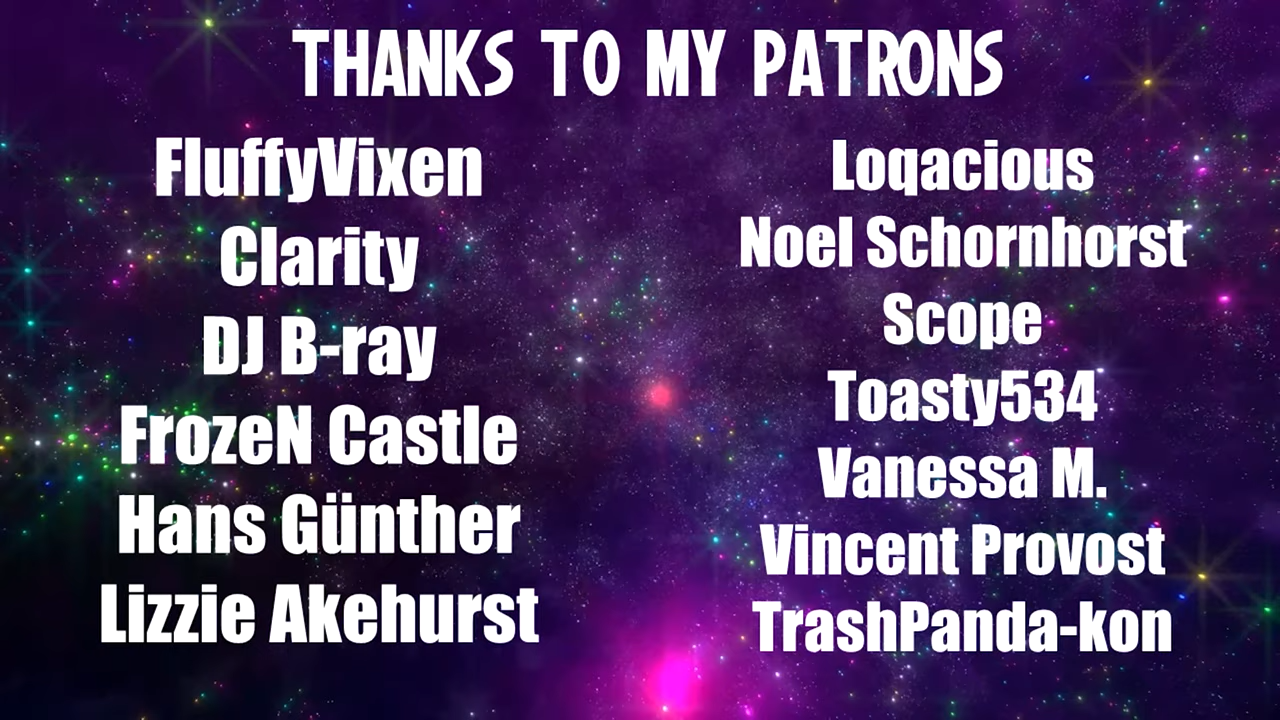 THANKS TO MY PATRONS
FluffyVixen
Clarity
DJ B-ray
FrozeN Castle
Hans Günther
Lizzie Akehurst
Loqacious
Noel Schornhorst
Scope
Toasty534
Vanessa M.
Vincent Provost
TrashPanda-kon